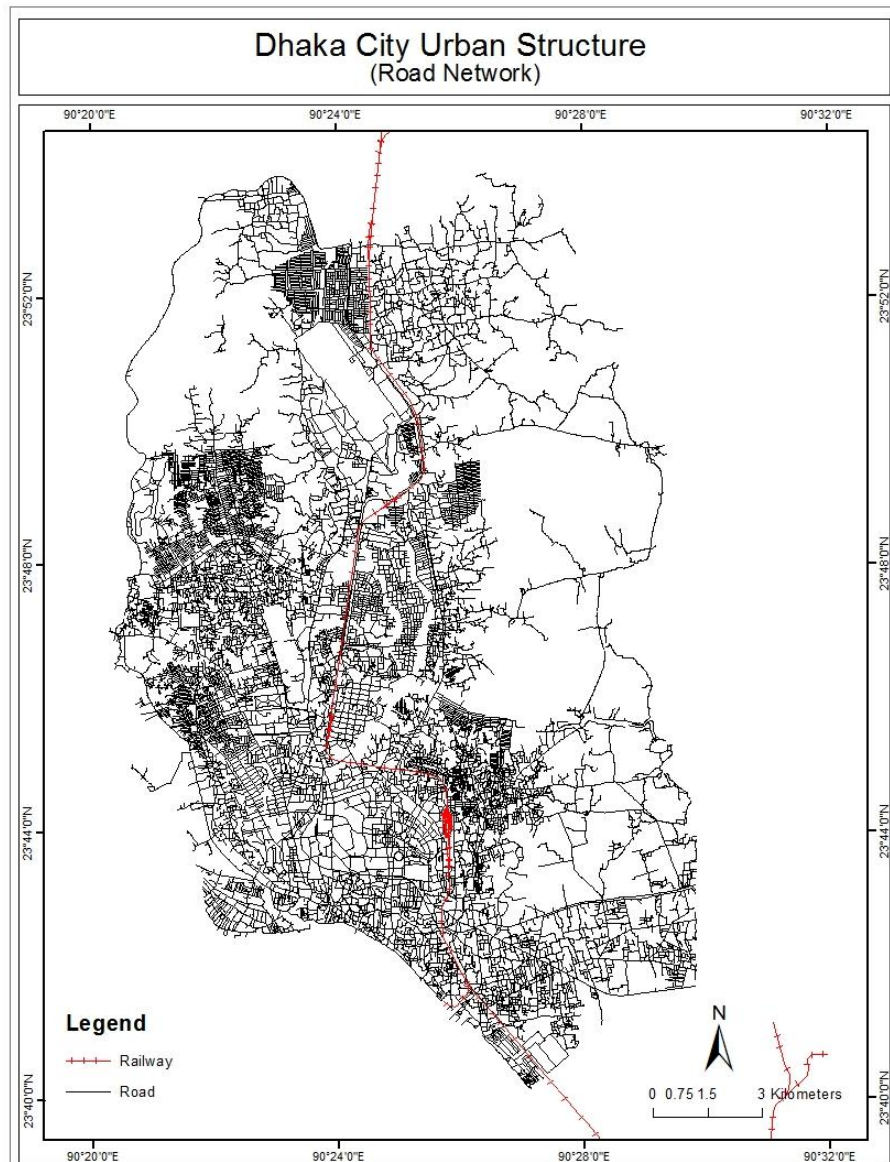 Dhaka City Urban Structure
(Road Network)
90°20'0"E 90°24'0"E 90°28'0"E 90°32'0"E
23°52'0"N 23°52'0"N
23°48'0"N 23°48'0"N
23°44'0"N 23°44'0"N
Legend
Railway
Road
N
0 0.75 1.5 3 Kilometers
23°40'0"N 23°40'0"N
90°20'0"E 90°24'0"E 90°28'0"E 90°32'0"E